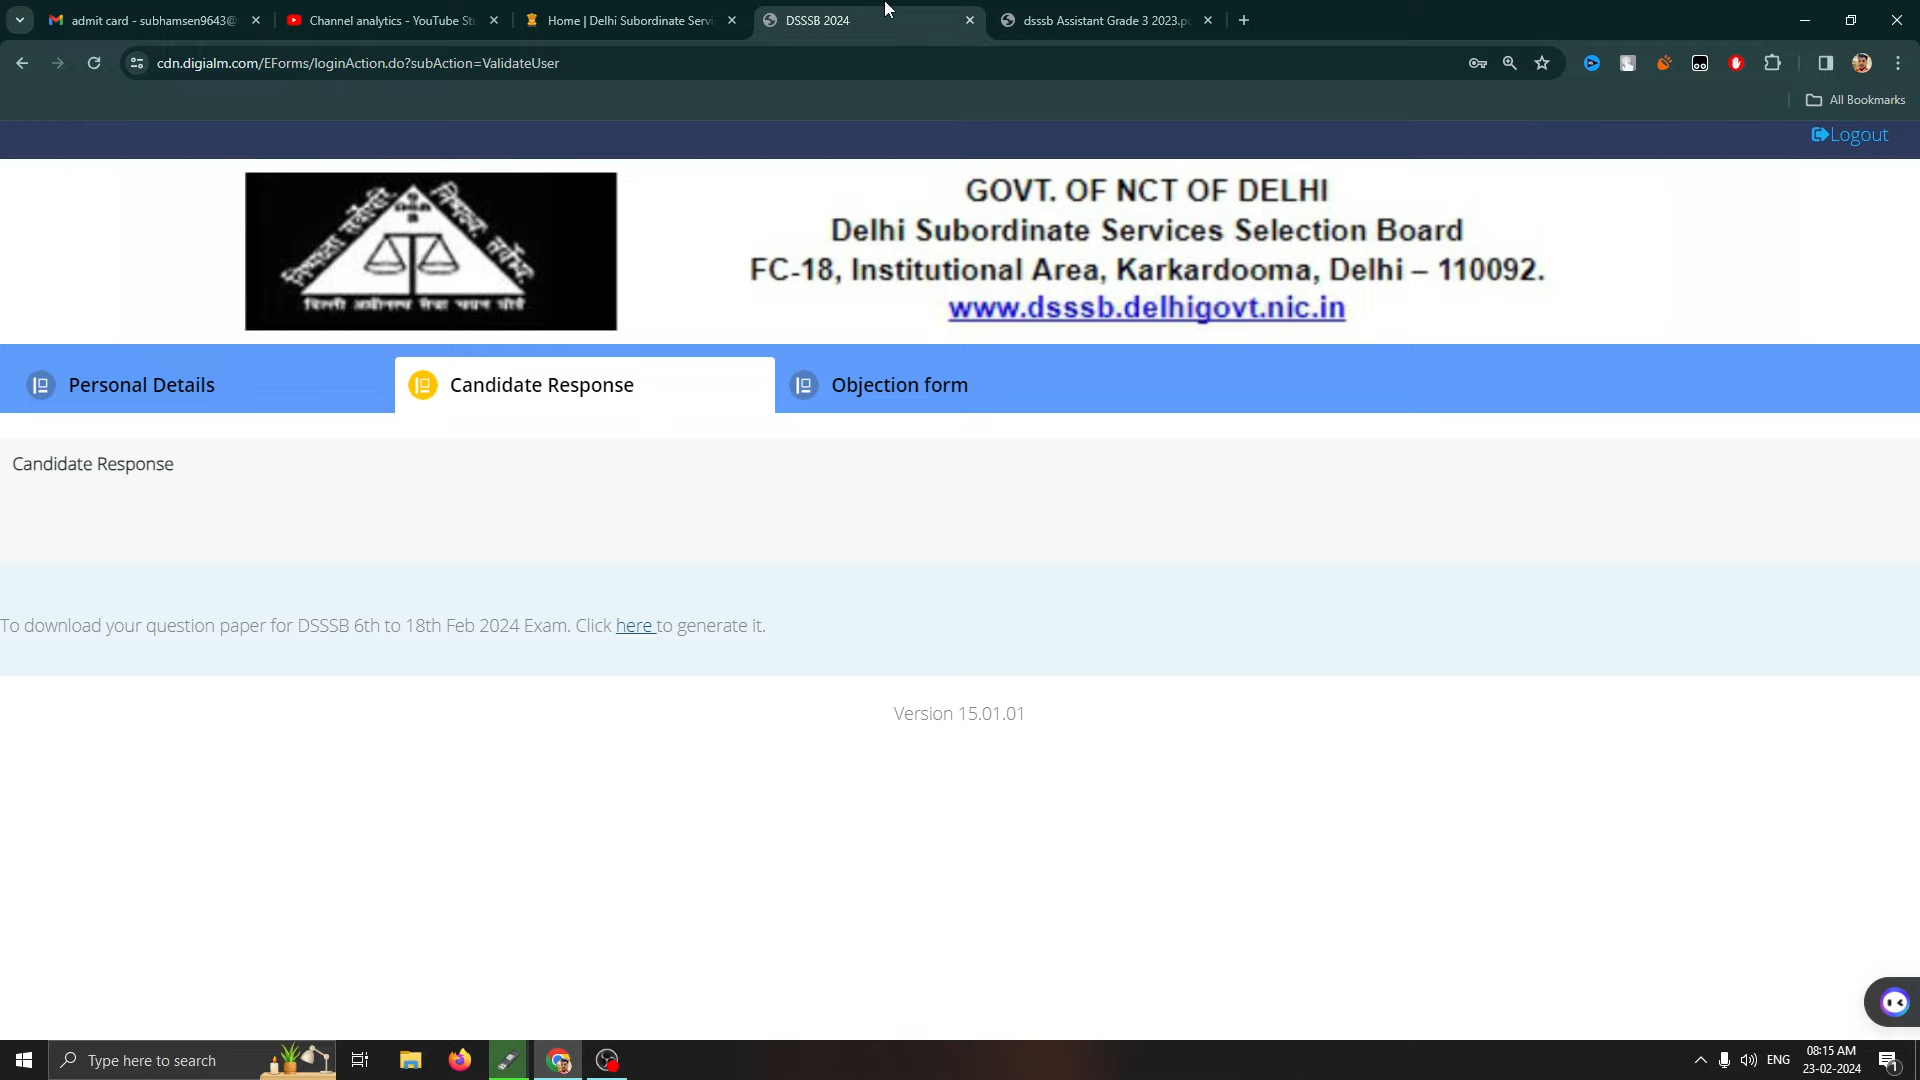 admit card - subhamsen9643@
Channel analytics - YouTube St
Home | Delhi Subordinate Servi
DSSSB 2024
dsssb Assistant Grade 3 2023.p
cdn.digialm.com/EForms/loginAction.do?subAction=ValidateUser
All Bookmarks
Logout
GOVT. OF NCT OF DELHI
Delhi Subordinate Services Selection Board
FC-18, Institutional Area, Karkardooma, Delhi – 110092.
www.dsssb.delhigovt.nic.in
Personal Details
Candidate Response
Objection form
Candidate Response
To download your question paper for DSSSB 6th to 18th Feb 2024 Exam. Click here to generate it.
Version 15.01.01
Type here to search
ENG
08:15 AM
23-02-2024
1